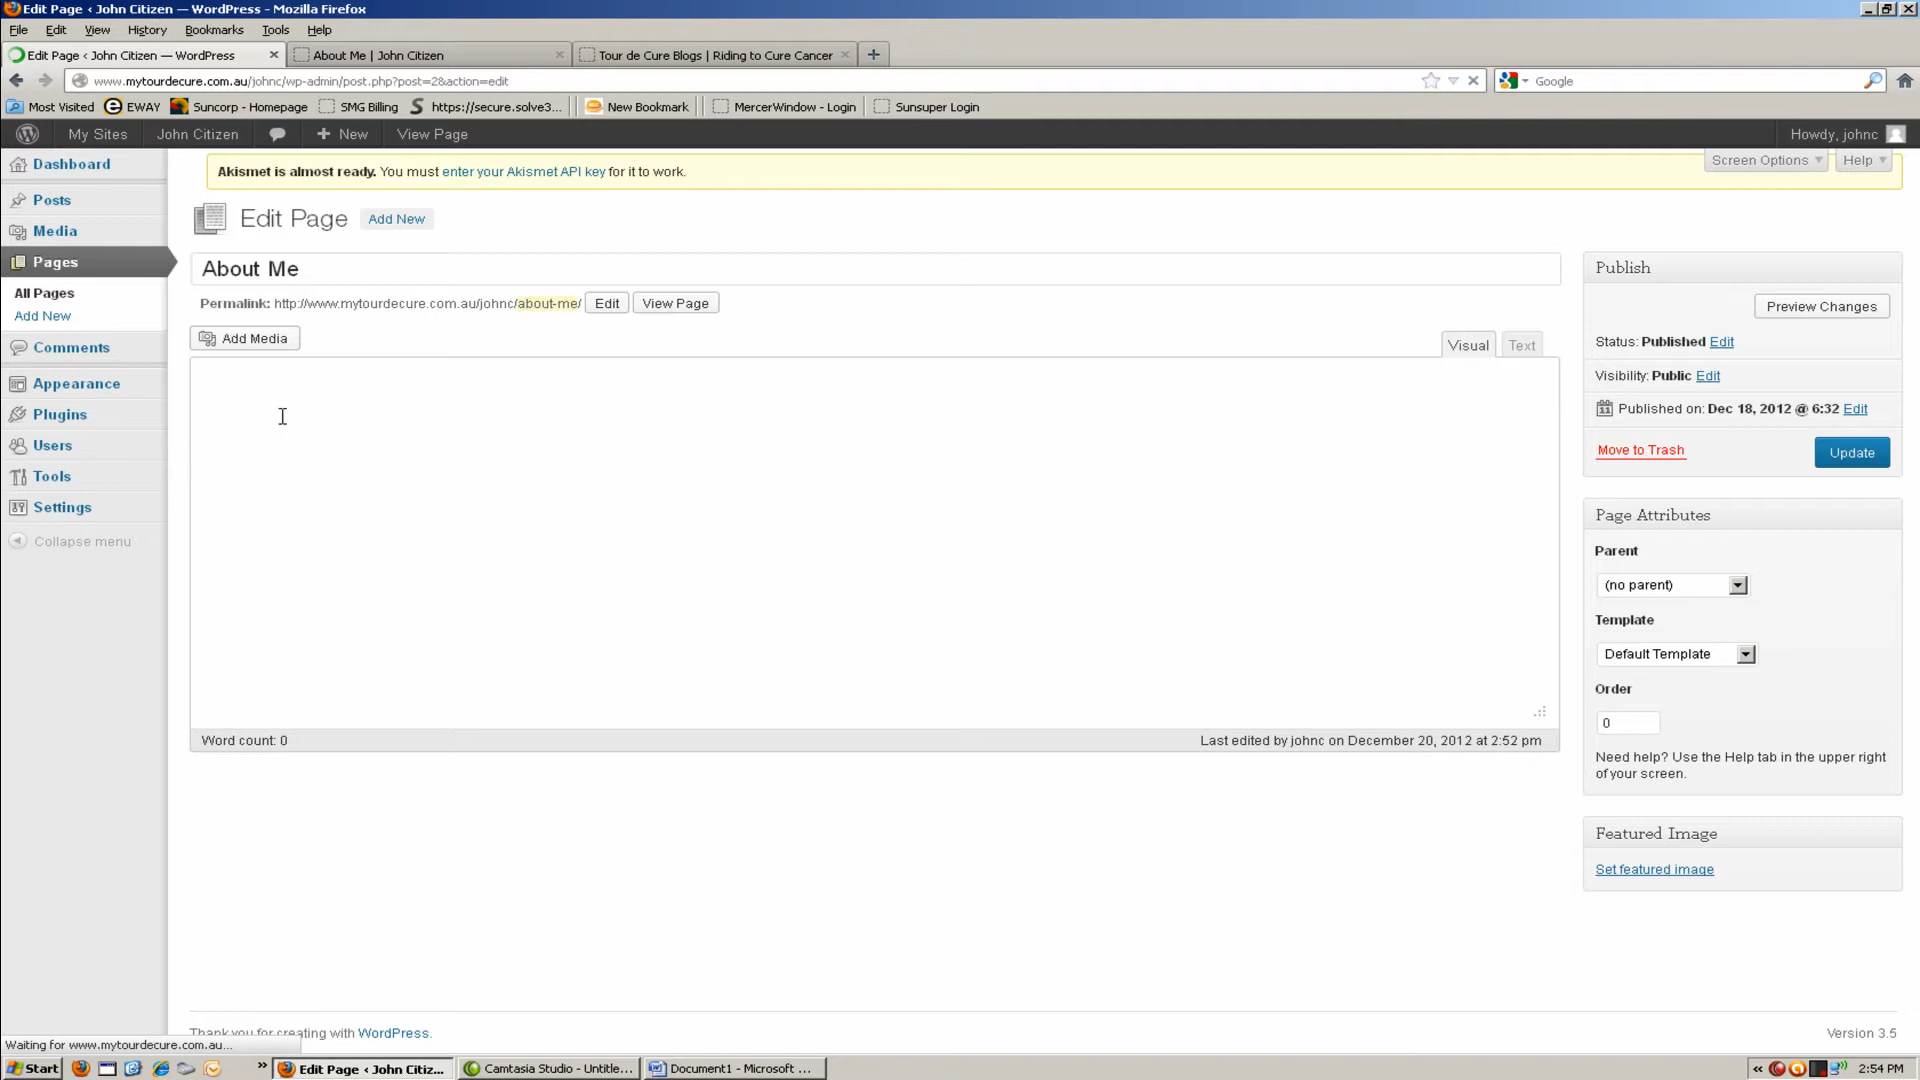 Edit Page ‹ John Citizen — WordPress - Mozilla Firefox
File Edit View History Bookmarks Tools Help
Edit Page ‹ John Citizen — WordPress × About Me | John Citizen × Tour de Cure Blogs | Riding to Cure Cancer × +
www.mytourdecure.com.au/johnc/wp-admin/post.php?post=2&action=edit Google
Most Visited EWAY Suncorp - Homepage SMG Billing https://secure.solve3... New Bookmark MercerWindow - Login Sunsuper Login
My Sites John Citizen + New View Page Howdy, johnc
Akismet is almost ready. You must enter your Akismet API key for it to work.
Screen Options Help
Dashboard
Posts
Media
Pages
All Pages
Add New
Comments
Appearance
Plugins
Users
Tools
Settings
Collapse menu
Edit Page Add New
About Me
Permalink: http://www.mytourdecure.com.au/johnc/about-me/ Edit View Page
Add Media
Visual Text
Word count: 0 Last edited by johnc on December 20, 2012 at 2:52 pm
Publish
Preview Changes
Status: Published Edit
Visibility: Public Edit
Published on: Dec 18, 2012 @ 6:32 Edit
Move to Trash Update
Page Attributes
Parent
(no parent)
Template
Default Template
Order
0
Need help? Use the Help tab in the upper right
of your screen.
Featured Image
Set featured image
Thank you for creating with WordPress. Version 3.5
Waiting for www.mytourdecure.com.au...
Start » Edit Page ‹ John Citiz... Camtasia Studio - Untitle... Document1 - Microsoft ... « 2:54 PM